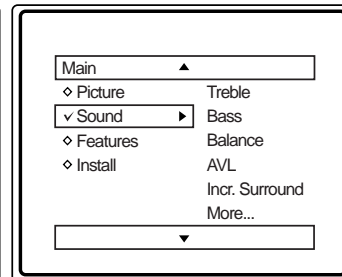 Main
Picture Treble
Sound Bass
Features Balance
Install AVL
Incr. Surround
More...